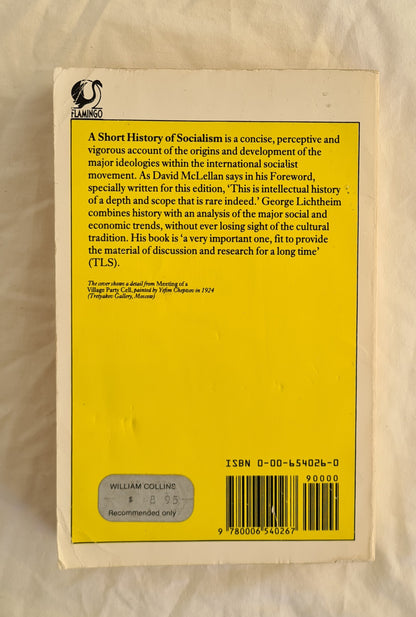 FLAMINGO
A Short History of Socialism is a concise, perceptive and
vigorous account of the origins and development of the
major ideologies within the international socialist
movement. As David McLellan says in his Foreword,
specially written for this edition, ‘This is intellectual history
of a depth and scope that is rare indeed.’ George Lichtheim
combines history with an analysis of the major social and
economic trends, without ever losing sight of the cultural
tradition. His book is ‘a very important one, fit to provide
the material of discussion and research for a long time’
(TLS).
The cover shows a detail from Meeting of a
Village Party Cell, painted by Yefim Cheptsov in 1924
(Tretyakov Gallery, Moscow)
ISBN 0-00-654026-0
90000
9 780006 540267
WILLIAM COLLINS
$ 8.95
Recommended only